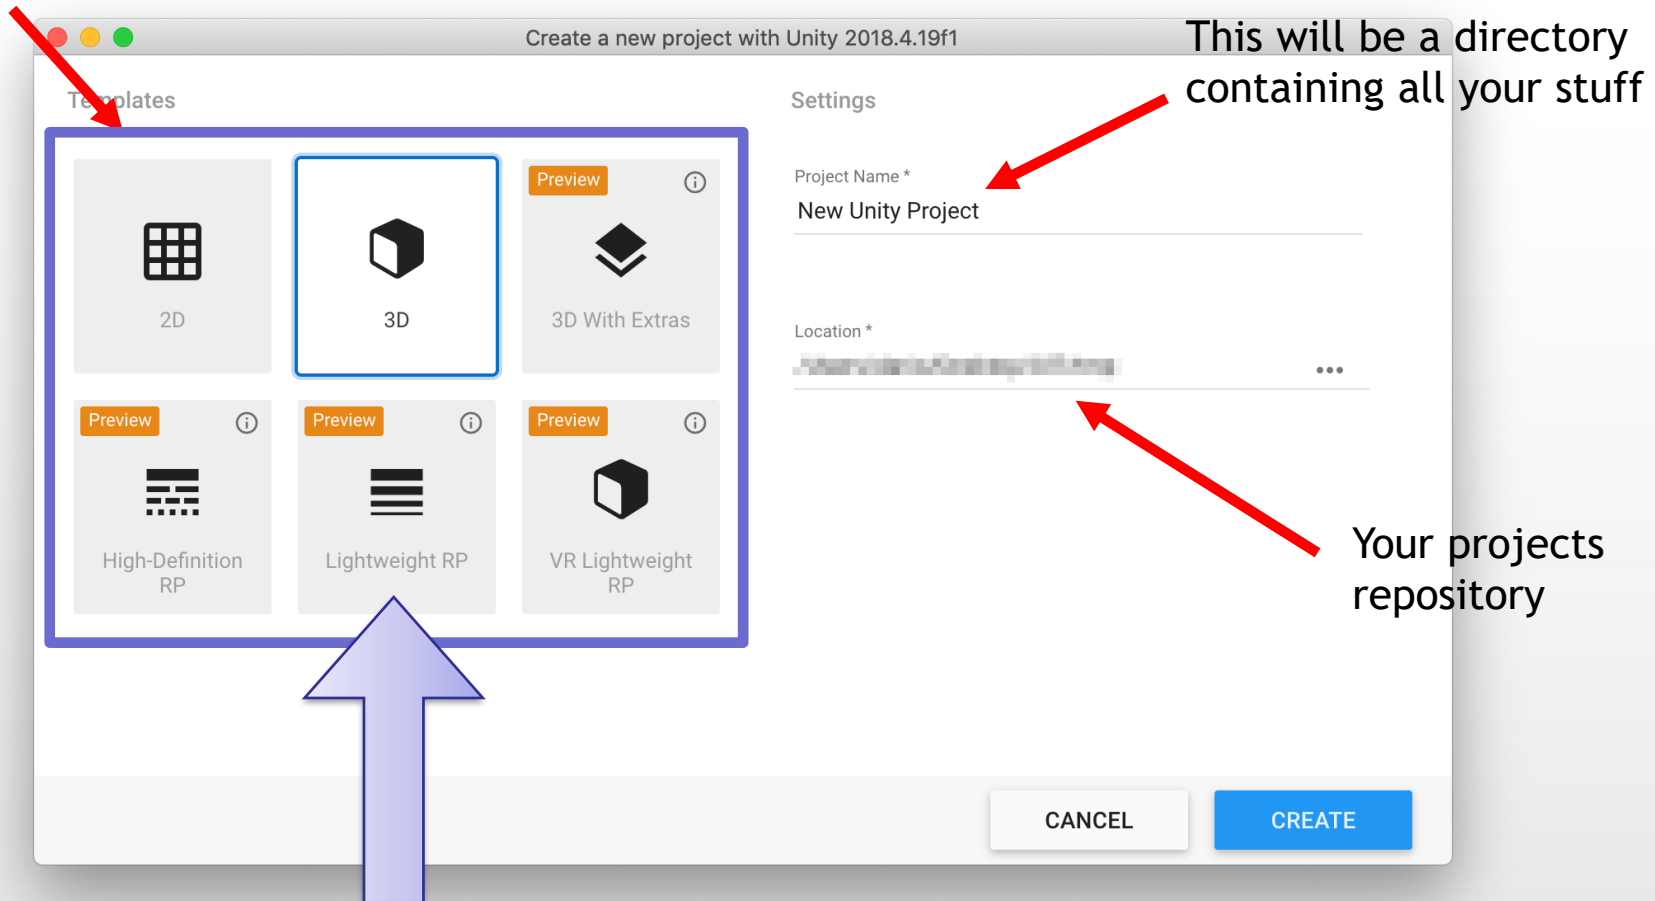 Create a new project with Unity 2018.4.19f1
This will be a directory
containing all your stuff
Templates
Settings
Preview
Project Name *
New Unity Project
2D
3D
3D With Extras
Location *
Preview
Preview
Preview
High-Definition
RP
Lightweight RP
VR Lightweight
RP
Your projects
repository
CANCEL
CREATE